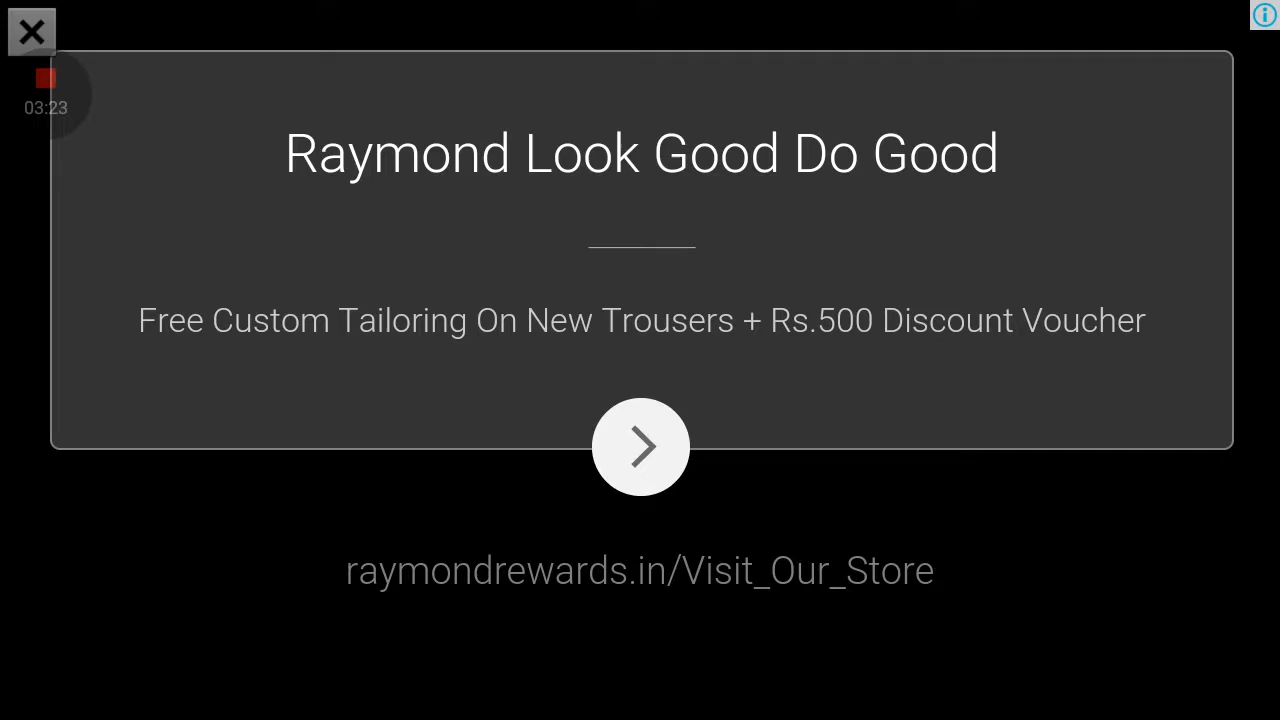 03:23
Raymond Look Good Do Good
Free Custom Tailoring On New Trousers + Rs.500 Discount Voucher
raymondrewards.in/Visit_Our_Store